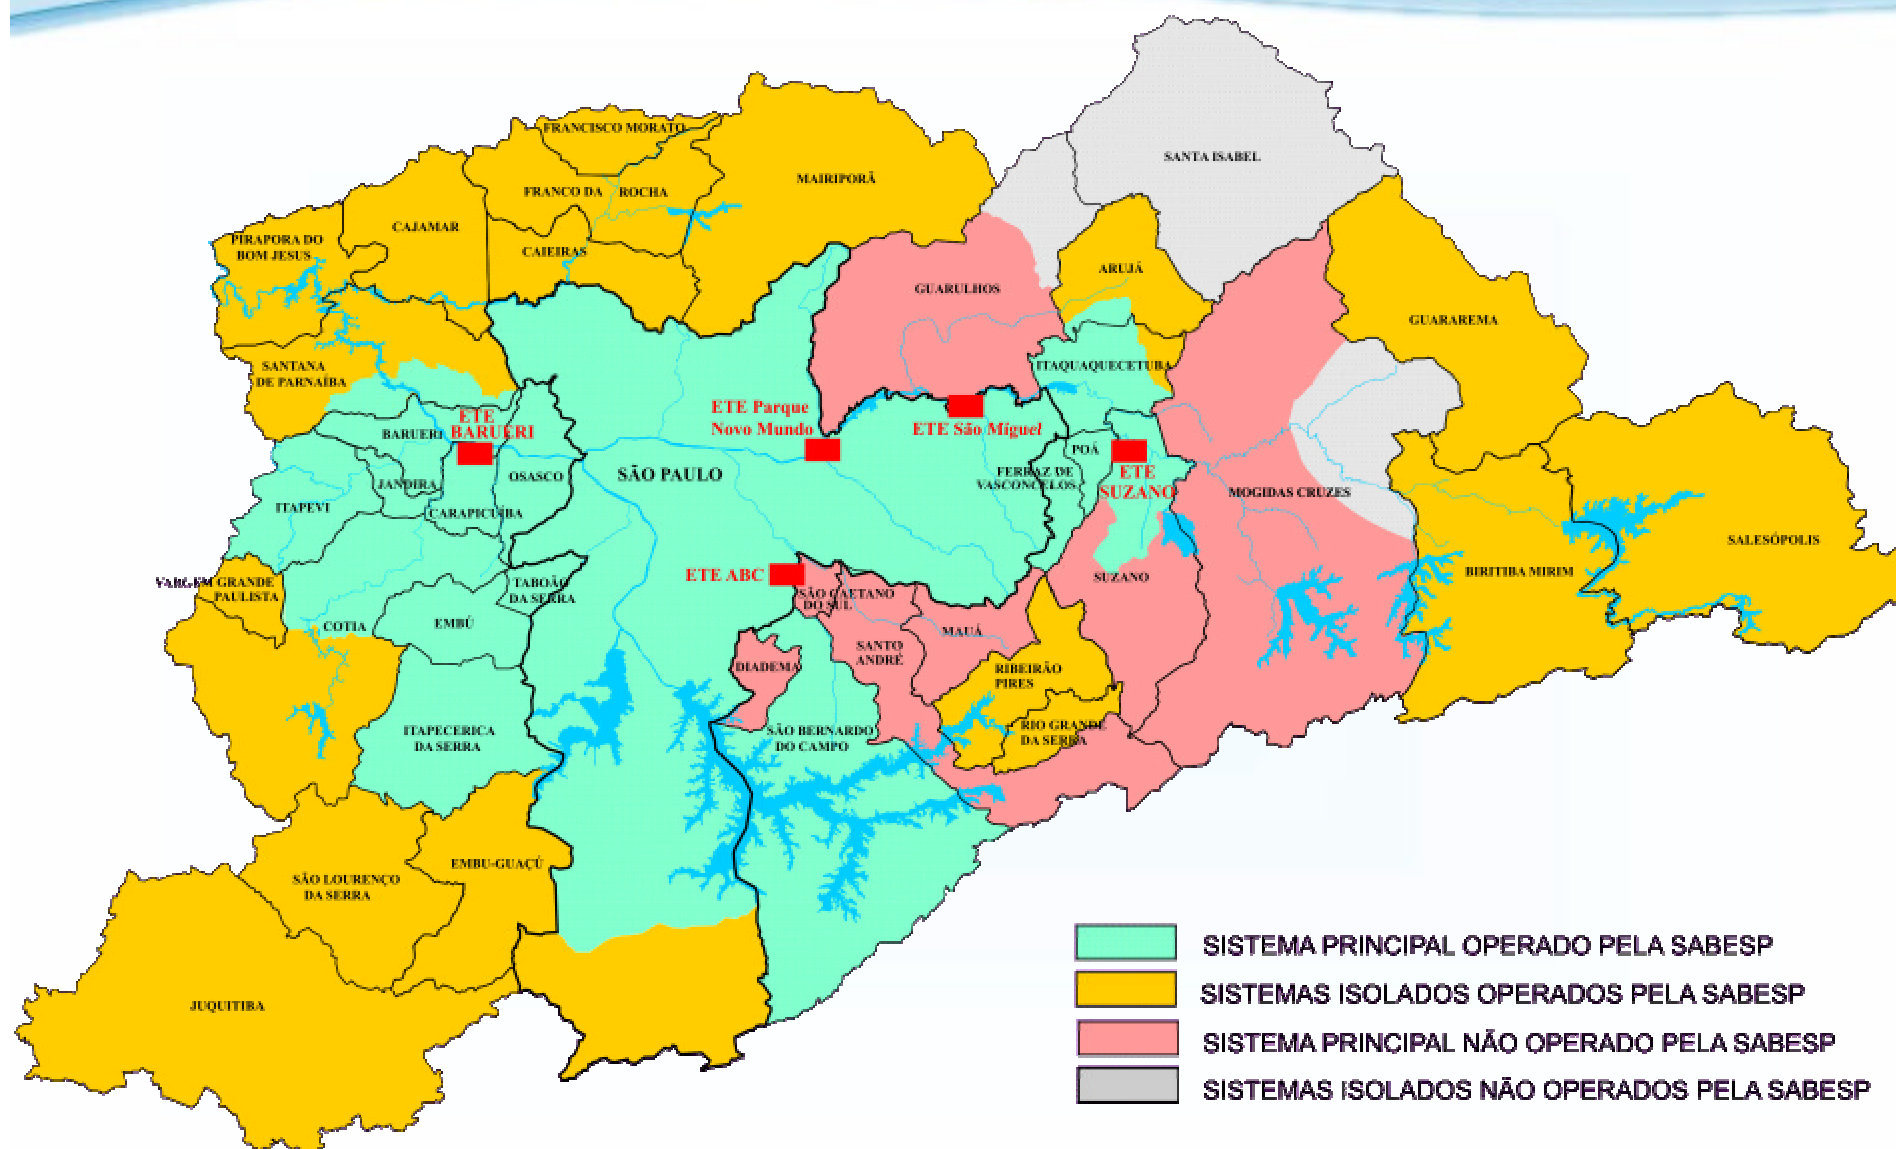 FRANCISCO MORATO
FRANCO DA ROCHA
MAIRIPORÃ
SANTA ISABEL
CAJAMAR
PIRAPORA DO
BOM JESUS
CAIEIRAS
ARUJÁ
GUARULHOS
GUARAREMA
SANTANA
DE PARNAÍBA
ITAQUAQUECETUBA
ETE
BARUERI
BARUERI
ETE Parque
Novo Mundo
ETE São Miguel
SÃO PAULO
OSASCO
JANDIRA
CARAPICUÍBA
ITAPEVI
POÁ
FERRAZ DE
VASCONCELOS
ETE
SUZANO
MOGIDAS CRUZES
SALESÓPOLIS
BIRITIBA MIRIM
SUZANO
ETE ABC
VARGEM GRANDE
PAULISTA
TABOÃO
DA SERRA
SÃO CAETANO
DO SUL
COTIA
EMBÚ
MAUÁ
SANTO
ANDRÉ
DIADEMA
RIBEIRÃO
PIRES
RIO GRANDE
DA SERRA
ITAPECERICA
DA SERRA
SÃO BERNARDO
DO CAMPO
EMBU-GUAÇÚ
SÃO LOURENÇO
DA SERRA
JUQUITIBA
SISTEMA PRINCIPAL OPERADO PELA SABESP
SISTEMAS ISOLADOS OPERADOS PELA SABESP
SISTEMA PRINCIPAL NÃO OPERADO PELA SABESP
SISTEMAS ISOLADOS NÃO OPERADOS PELA SABESP